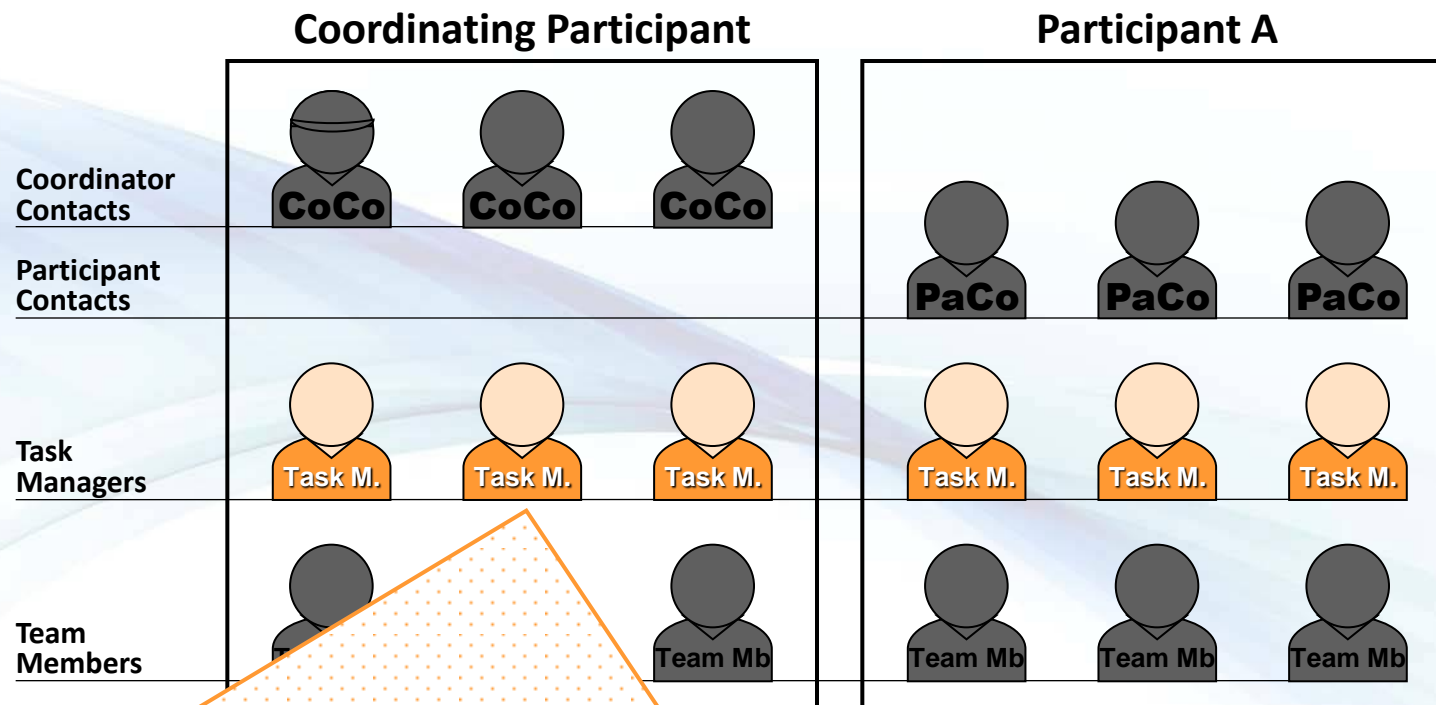 Coordinating Participant
Participant A
Coordinator
Contacts
CoCo
CoCo
CoCo
Participant
Contacts
PaCo
PaCo
PaCo
Task
Managers
Task M.
Task M.
Task M.
Task M.
Task M.
Task M.
Team
Members
Team Mb
Team Mb
Team Mb
Team Mb